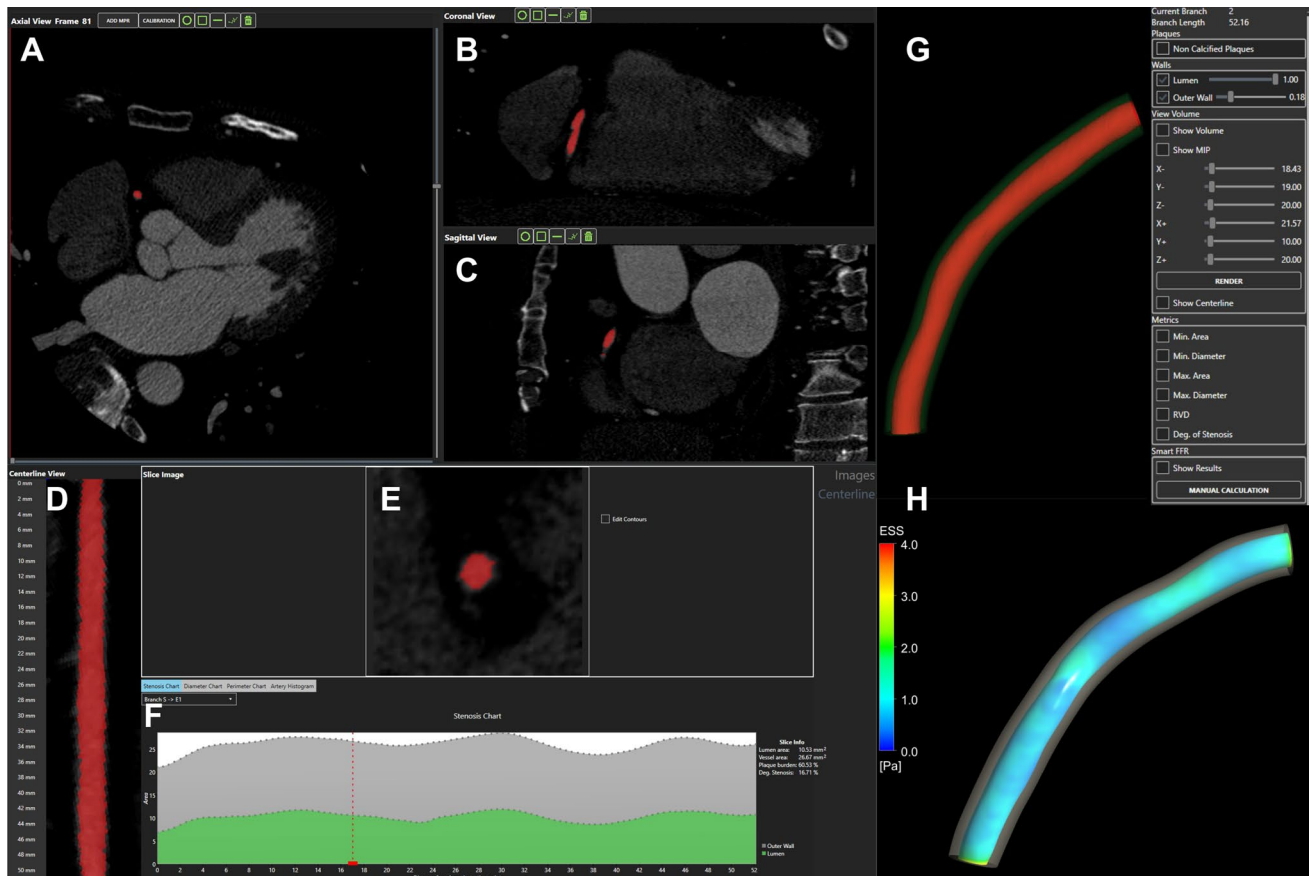 Axial View Frame 81
ADD MPR
CALIBRATION
A
Coronal View
B
Sagittal View
C
G
Current Branch 2
Branch Length 52.16
Plaques
Non Calcified Plaques
Walls
Lumen 1.00
Outer Wall 0.18
View Volume
Show Volume
Show MIP
X- 18.43
Y- 19.00
Z- 20.00
X+ 21.57
Y+ 10.00
Z+ 20.00
RENDER
Show Centerline
Metrics
Min. Area
Min. Diameter
Max. Area
Max. Diameter
RVD
Deg. of Stenosis
Smart FFR
Show Results
MANUAL CALCULATION
Centerline View
D
0 mm
2 mm
4 mm
6 mm
8 mm
10 mm
12 mm
14 mm
16 mm
18 mm
20 mm
22 mm
24 mm
26 mm
28 mm
30 mm
32 mm
34 mm
36 mm
38 mm
40 mm
42 mm
44 mm
46 mm
48 mm
50 mm
Slice Image
E
Edit Contours
Images
Centerline
Stenosis Chart
Diameter Chart
Perimeter Chart
Artery Histogram
Branch S -> E1
F
Stenosis Chart
Area
25
20
15
10
5
0
0 2 4 6 8 10 12 14 16 18 20 22 24 26 28 30 32 34 36 38 40 42 44 46 48 50 52
Slice Info
Lumen area: 10.53 mm²
Vessel area: 26.67 mm²
Plaque burden: 60.53 %
Deg. Stenosis: 16.71 %
Outer Wall
Lumen
H
ESS
4.0
3.0
2.0
1.0
0.0
[Pa]